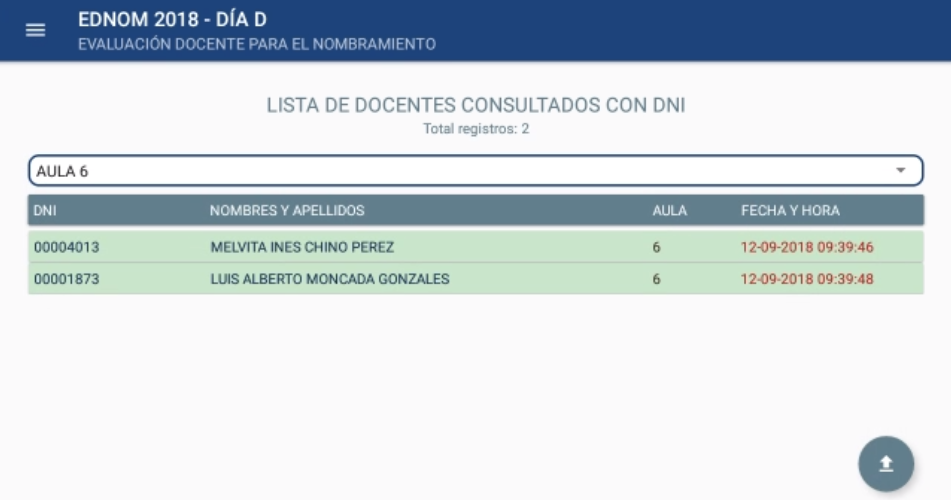 EDNOM 2018 - DÍA D
EVALUACIÓN DOCENTE PARA EL NOMBRAMIENTO
LISTA DE DOCENTES CONSULTADOS CON DNI
Total registros: 2
AULA 6
DNI NOMBRES Y APELLIDOS AULA FECHA Y HORA
00004013 MELVITA INES CHINO PEREZ 6 12-09-2018 09:39:46
00001873 LUIS ALBERTO MONCADA GONZALES 6 12-09-2018 09:39:48